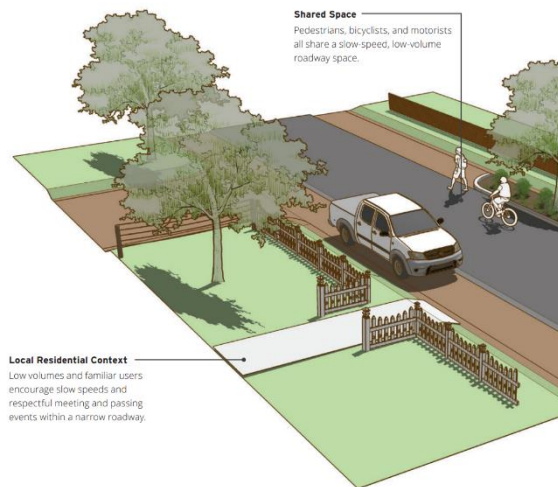 Shared Space
Pedestrians, bicyclists, and motorists
all share a slow-speed, low-volume
roadway space.
Local Residential Context
Low volumes and familiar users
encourage slow speeds and
respectful meeting and passing
events within a narrow roadway.